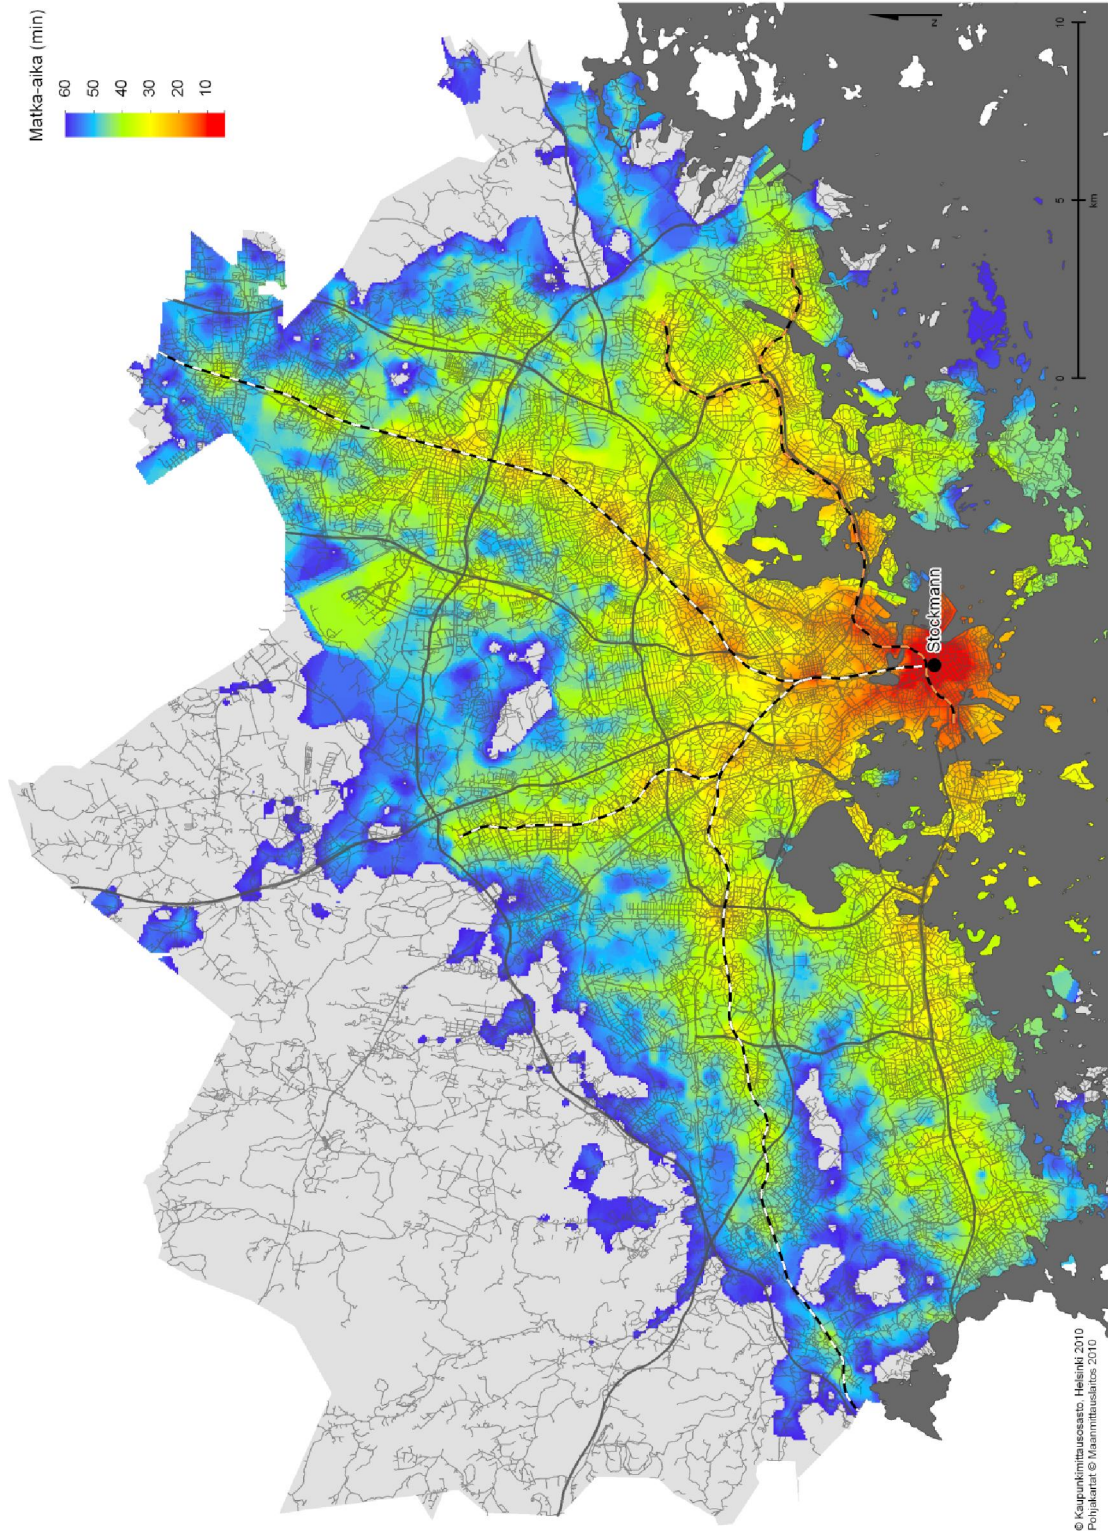 Matka-aika (min)
60
50
40
30
20
10
N
Stockmann
0
5
10
km
© Kaupunkimittausosasto, Helsinki 2010
Pohjakartat © Maanmittauslaitos 2010